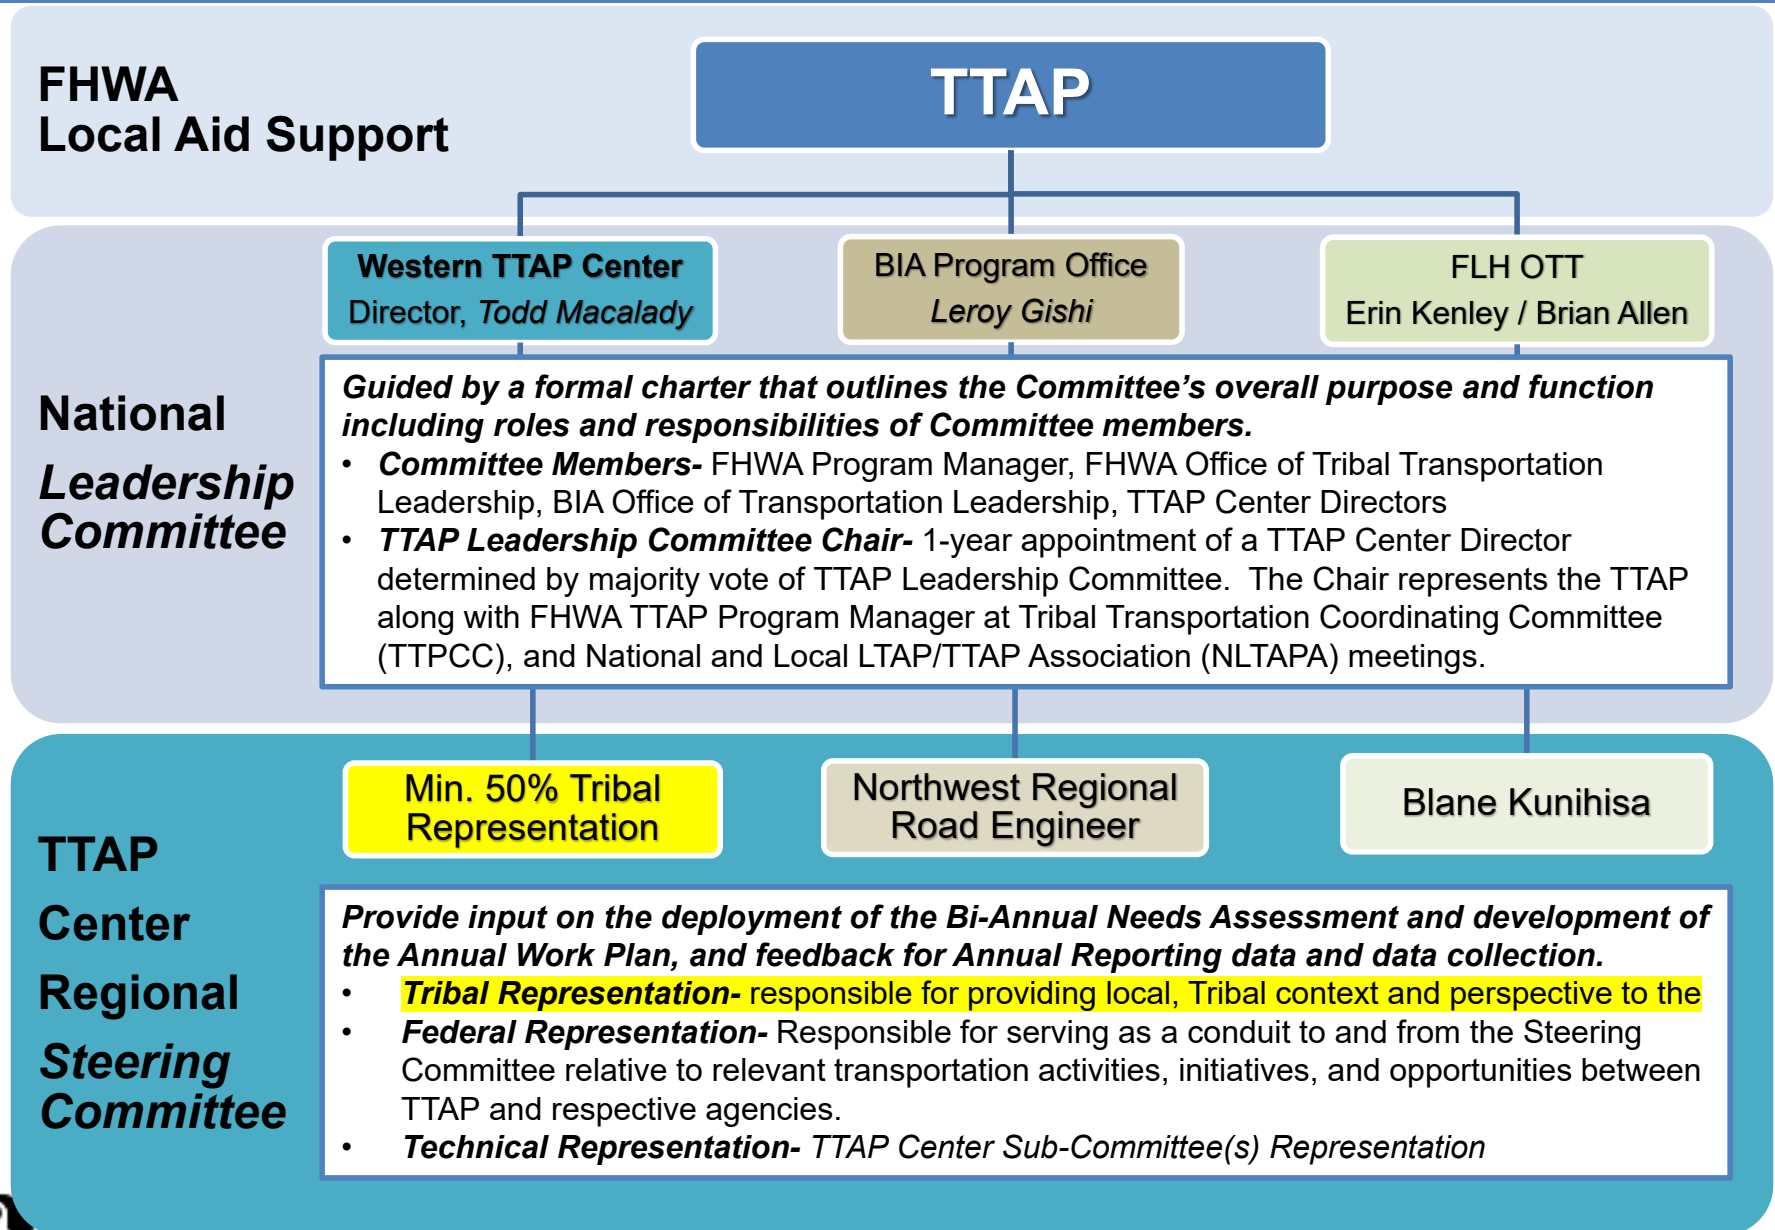 FHWA
Local Aid Support
TTAP
Western TTAP Center
Director, Todd Macalady
BIA Program Office
Leroy Gishi
FLH OTT
Erin Kenley / Brian Allen
National
Leadership
Committee
Guided by a formal charter that outlines the Committee’s overall purpose and function
including roles and responsibilities of Committee members.
• Committee Members- FHWA Program Manager, FHWA Office of Tribal Transportation
Leadership, BIA Office of Transportation Leadership, TTAP Center Directors
• TTAP Leadership Committee Chair- 1-year appointment of a TTAP Center Director
determined by majority vote of TTAP Leadership Committee.  The Chair represents the TTAP
along with FHWA TTAP Program Manager at Tribal Transportation Coordinating Committee
(TTPCC), and National and Local LTAP/TTAP Association (NLTAPA) meetings.
Min. 50% Tribal
Representation
Northwest Regional
Road Engineer
Blane Kunihisa
TTAP
Center
Regional
Steering
Committee
Provide input on the deployment of the Bi-Annual Needs Assessment and development of
the Annual Work Plan, and feedback for Annual Reporting data and data collection.
• Tribal Representation- responsible for providing local, Tribal context and perspective to the
• Federal Representation- Responsible for serving as a conduit to and from the Steering
Committee relative to relevant transportation activities, initiatives, and opportunities between
TTAP and respective agencies.
• Technical Representation- TTAP Center Sub-Committee(s) Representation